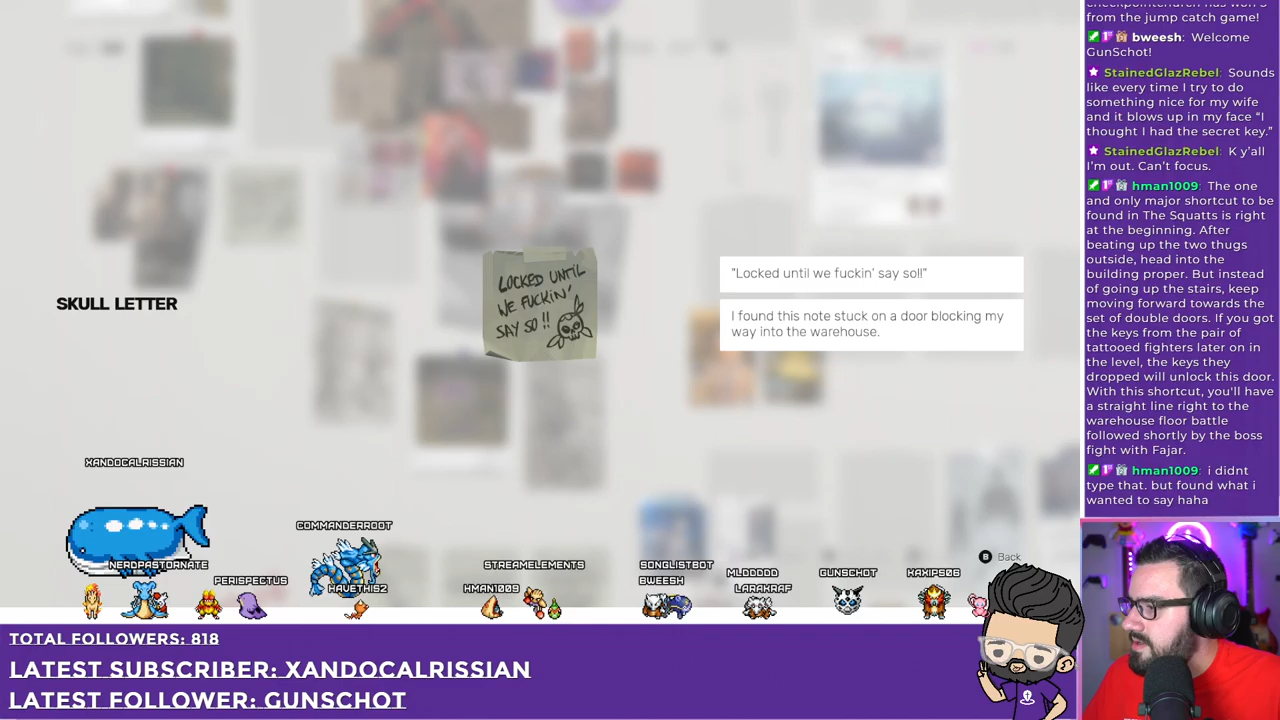 from the jump catch game!
bweesh: Welcome
GunSchot!
StainedGlazRebel: Sounds
like every time I try to do
something nice for my wife
and it blows up in my face "I
thought I had the secret key."
StainedGlazRebel: K y'all
I'm out. Can't focus.
hman1009: The one
and only major shortcut to be
found in The Squatts is right
at the beginning. After
beating up the two thugs
outside, head into the
building proper. But instead
of going up the stairs, keep
moving forward towards the
set of double doors. If you got
the keys from the pair of
tattooed fighters later on in
the level, the keys they
dropped will unlock this door.
With this shortcut, you'll have
a straight line right to the
warehouse floor battle
followed shortly by the boss
fight with Fajar.
hman1009: i didnt
type that. but found what i
wanted to say haha
SKULL LETTER
LOCKED UNTIL
WE FUCKIN'
SAY SO!!
"Locked until we fuckin' say so!!"
I found this note stuck on a door blocking my
way into the warehouse.
B Back
XANDOCALRISSIAN
NERDPASTORNATE
PERISPECTUS
COMMANDERROOT
HAVETHIS2
STREAMELEMENTS
HMAN1009
SONGLISTBOT
BWEESH
MLDDDDD
LARAKRAF
GUNSCHOT
KAXIP506
TOTAL FOLLOWERS: 818
LATEST SUBSCRIBER: XANDOCALRISSIAN
LATEST FOLLOWER: GUNSCHOT